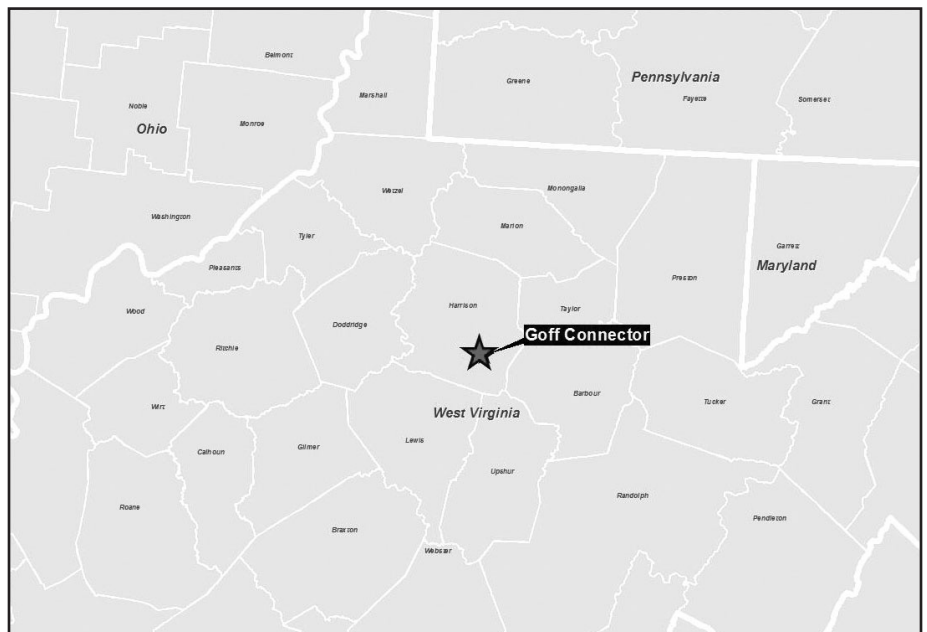 Belmont
Pennsylvania
Greene
Marshall
Fayette
Somerset
Noble
Monroe
Ohio
Wetzel
Monongalia
Washington
Marion
Tyler
Garrett
Pleasants
Maryland
Preston
Wood
Harrison
Taylor
Doddridge
Goff Connector
Ritchie
Barbour
Tucker
Grant
Wirt
West Virginia
Lewis
Gilmer
Calhoun
Upshur
Randolph
Roane
Pendleton
Braxton
Webster